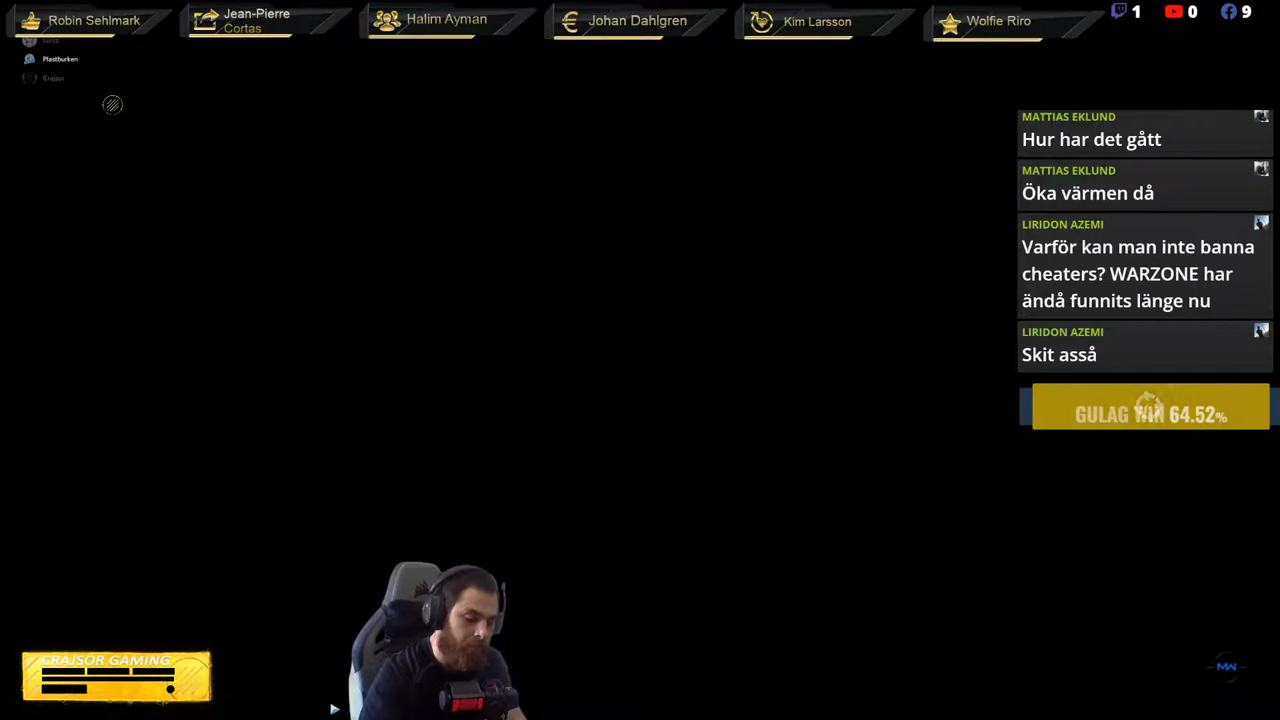 Robin Sehlmark
Jean-Pierre
Cortas
Halim Ayman
Johan Dahlgren
Kim Larsson
Wolfie Riro
1
0
9
Plastburken
Crajsor
MATTIAS EKLUND
Hur har det gått
MATTIAS EKLUND
Öka värmen då
LIRIDON AZEMI
Varför kan man inte banna
cheaters? WARZONE har
ändå funnits länge nu
LIRIDON AZEMI
Skit asså
GULAG WIN 64.52%
CRAJSOR GAMING
MW